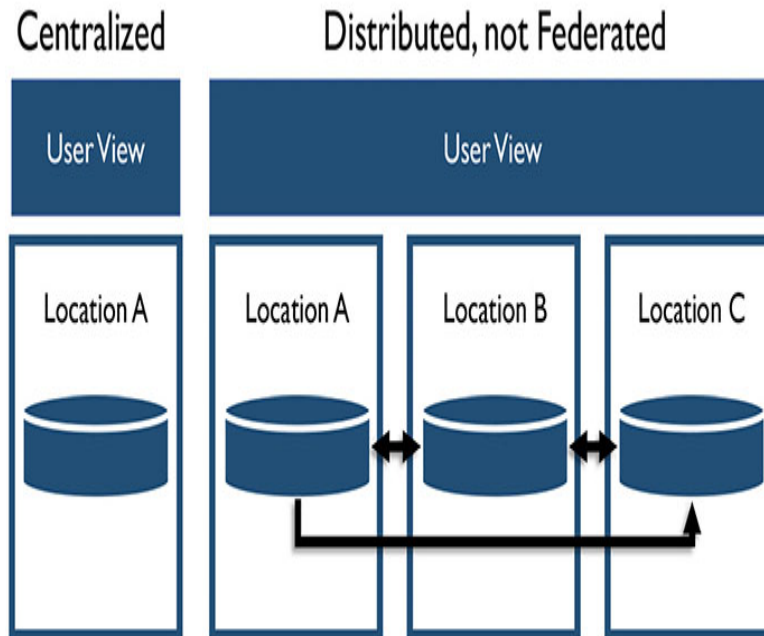 Centralized
Distributed, not Federated
User View
User View
Location A
Location A
Location B
Location C